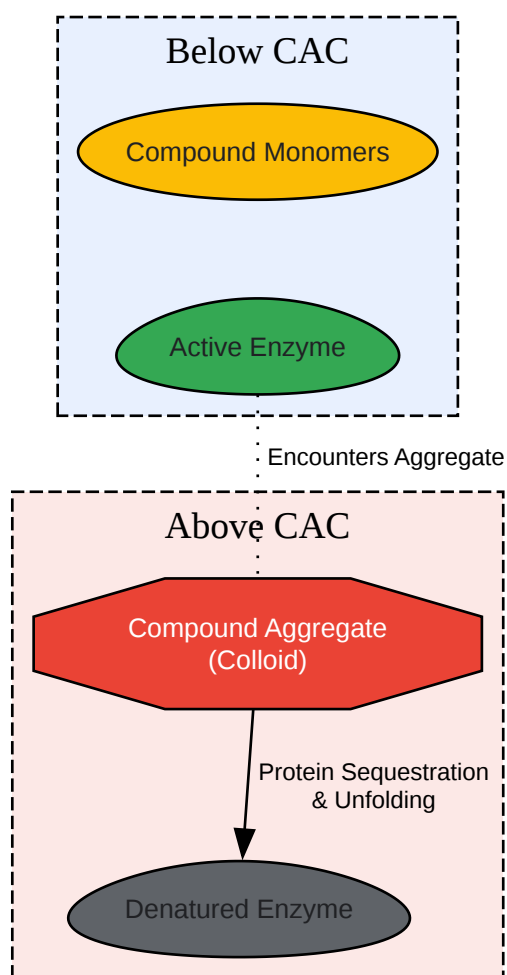 Below CAC
Compound Monomers
Active Enzyme
Encounters Aggregate
Above CAC
Compound Aggregate
(Colloid)
Protein Sequestration
& Unfolding
Denatured Enzyme